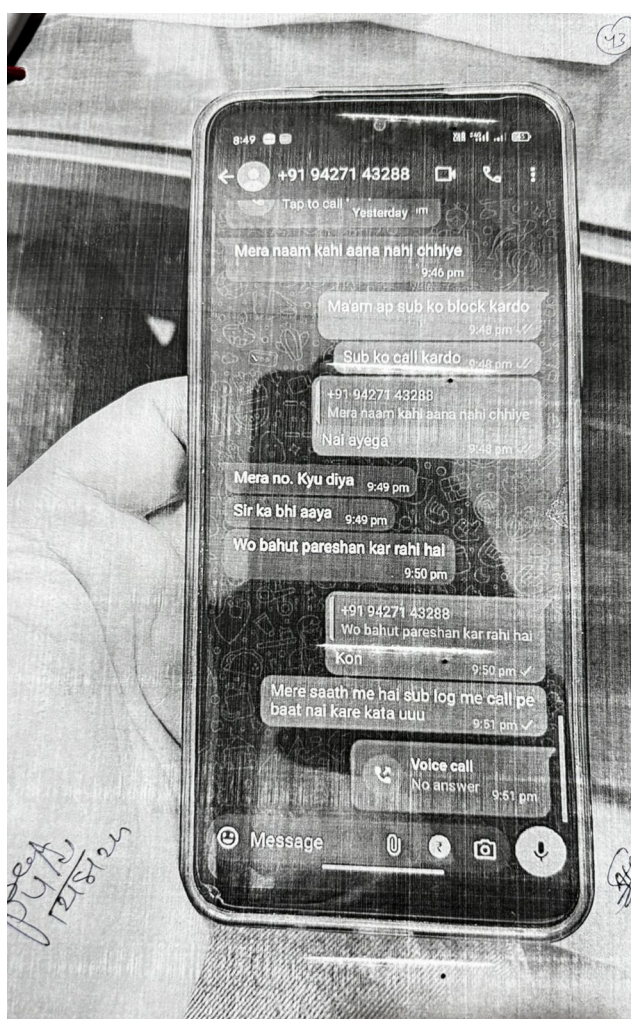 43
8:49
+91 94271 43288
Tap to call
Yesterday
Mera naam kahi aana nahi chhiye
9:46 pm
Ma'am ap sub ko block kardo
9:48 pm
Sub ko call kardo 9:48 pm
+91 94271 43288
Mera naam kahi aana nahi chhiye
Nai ayega
9:48 pm
Mera no. Kyu diya 9:49 pm
Sir ka bhi aaya 9:49 pm
Wo bahut pareshan kar rahi hai
9:50 pm
+91 94271 43288
Wo bahut pareshan kar rahi hai
Kon
9:50 pm
Mere saath me hai sub log me call pe
baat nai kare kata uuu
9:51 pm
Voice call
No answer 9:51 pm
Message